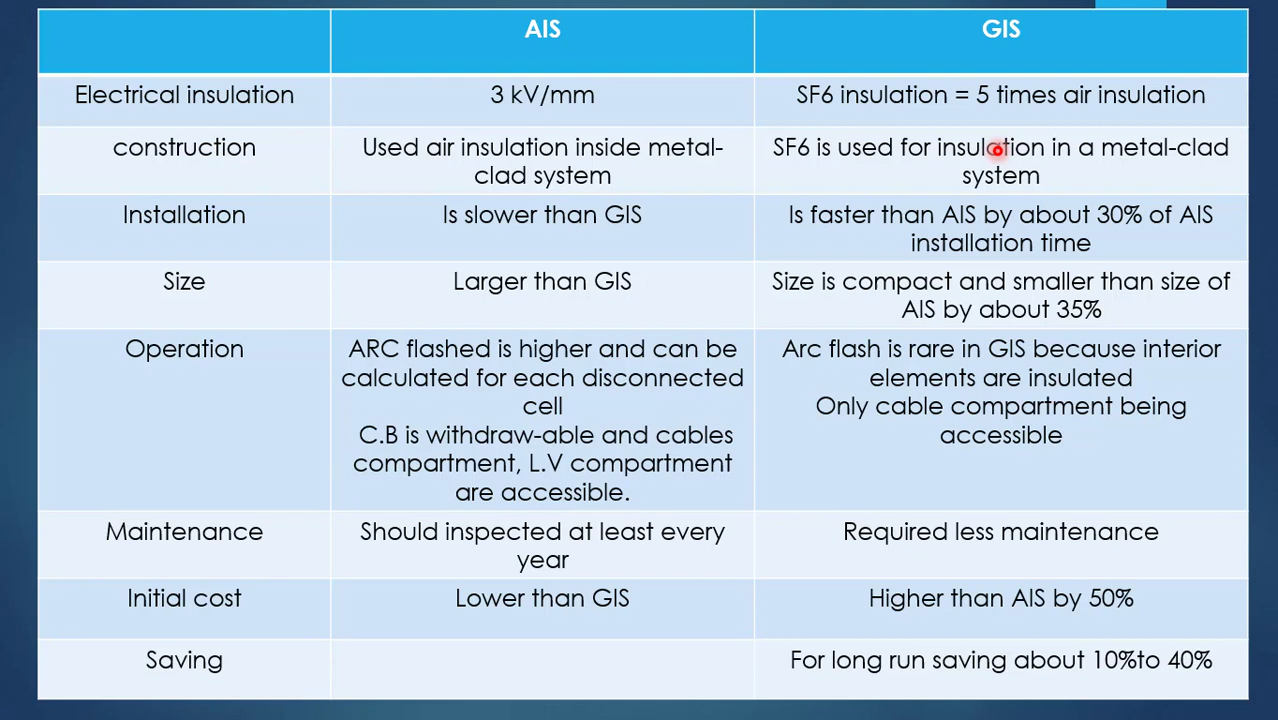 AIS
GIS
Electrical insulation
3 kV/mm
SF6 insulation = 5 times air insulation
construction
Used air insulation inside metal-
clad system
SF6 is used for insulation in a metal-clad
system
Installation
Is slower than GIS
Is faster than AIS by about 30% of AIS
installation time
Size
Larger than GIS
Size is compact and smaller than size of
AIS by about 35%
Operation
ARC flashed is higher and can be
calculated for each disconnected
cell
C.B is withdraw-able and cables
compartment, L.V compartment
are accessible.
Arc flash is rare in GIS because interior
elements are insulated
Only cable compartment being
accessible
Maintenance
Should inspected at least every
year
Required less maintenance
Initial cost
Lower than GIS
Higher than AIS by 50%
Saving
For long run saving about 10%to 40%